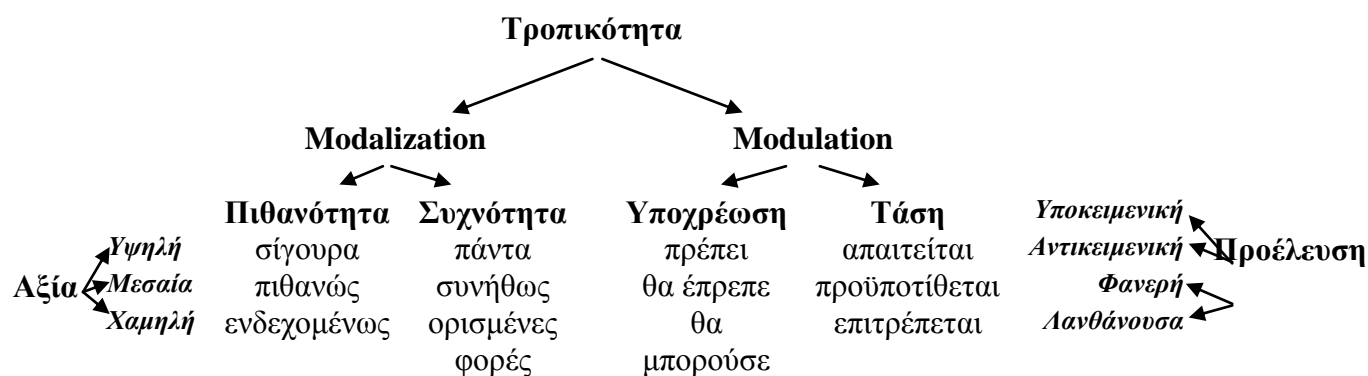 Τροπικότητα
Modalization Modulation
Πιθανότητα Συχνότητα Υποχρέωση Τάση Υποκειμενική
Υψηλή σίγουρα πάντα πρέπει απαιτείται Αντικειμενική Προέλευση
Αξία Μεσαία πιθανώς συνήθως θα έπρεπε προϋποτίθεται Φανερή
Χαμηλή ενδεχομένως ορισμένες θα επιτρέπεται Λανθάνουσα
φορές μπορούσε